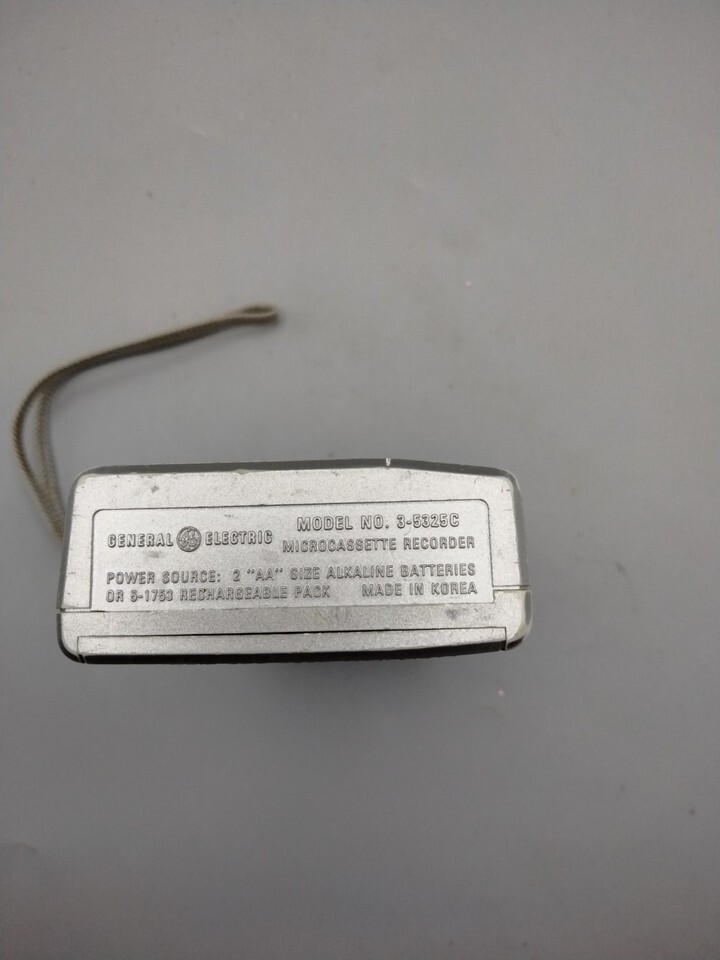 GENERAL GE ELECTRIC MODEL NO. 3-5325C
MICROCASSETTE RECORDER
POWER SOURCE: 2 "AA" SIZE ALKALINE BATTERIES
OR 5-1753 RECHARGEABLE PACK MADE IN KOREA